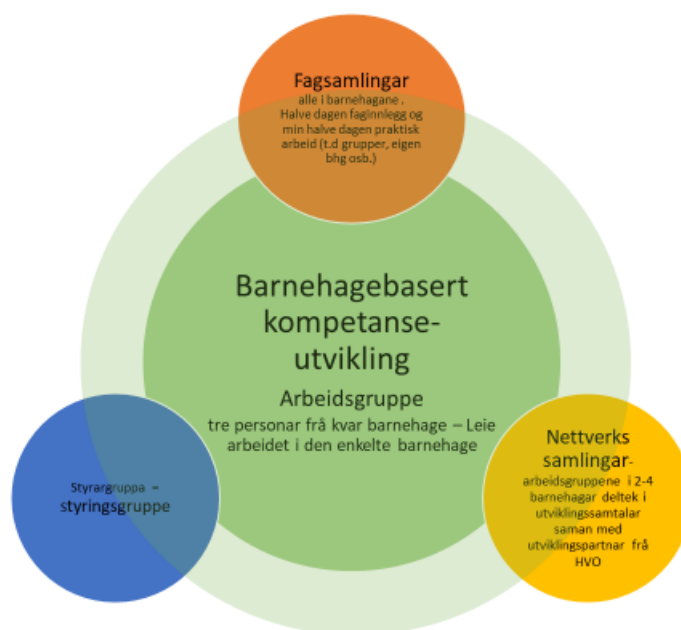 Fagsamlingar
alle i barnehagane .
Halve dagen faginnlegg og
min halve dagen praktisk
arbeid (t.d grupper, eigen
bhg osb.)
Barnehagebasert
kompetanse-
utvikling
Arbeidsgruppe
tre personar frå kvar barnehage – Leie
arbeidet i den enkelte barnehage
Styrargruppa –
styringsgruppe
Nettverks
samlingar-
arbeidsgruppene i 2-4
barnehagar deltek i
utviklingssamtalar
saman med
utviklingspartnar frå
HVO